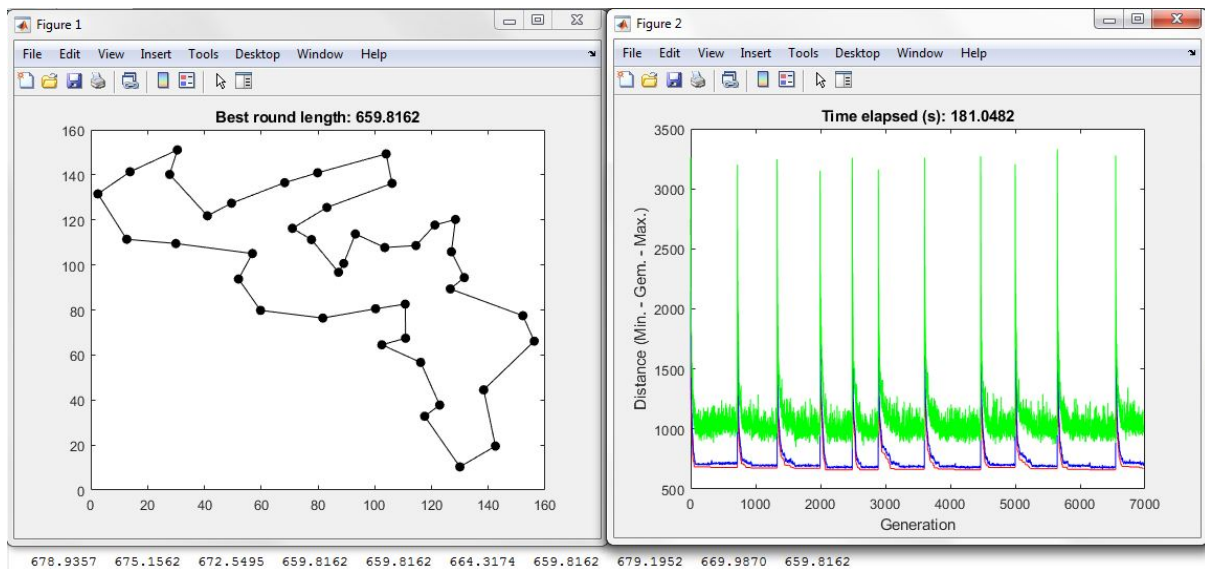 Figure 1
File Edit View Insert Tools Desktop Window Help
Best round length: 659.8162
160
140
120
100
80
60
40
20
0
0 20 40 60 80 100 120 140 160
Figure 2
File Edit View Insert Tools Desktop Window Help
Time elapsed (s): 181.0482
Distance (Min. - Gem. - Max.)
3500
3000
2500
2000
1500
1000
500
0 1000 2000 3000 4000 5000 6000 7000
Generation
678.9357 675.1562 672.5495 659.8162 659.8162 664.3174 659.8162 679.1952 669.9870 659.8162